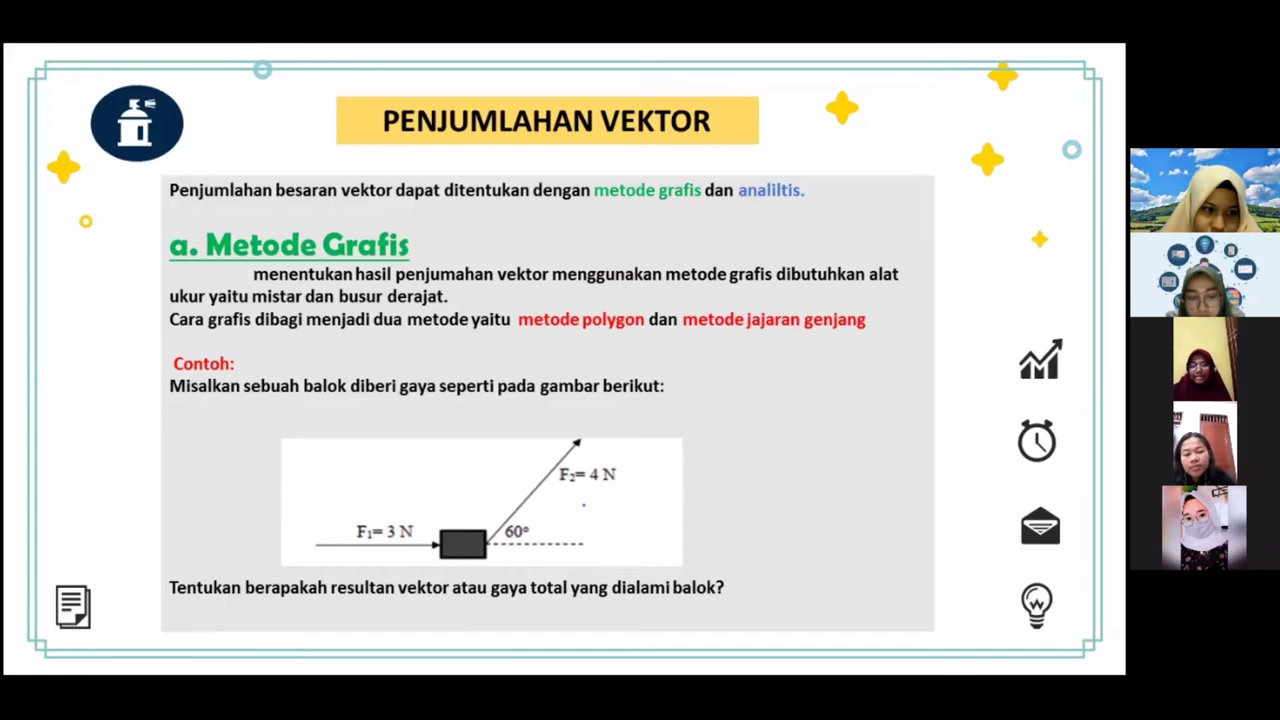 PENJUMLAHAN VEKTOR
Penjumlahan besaran vektor dapat ditentukan dengan metode grafis dan analiltis.
a. Metode Grafis
menentukan hasil penjumahan vektor menggunakan metode grafis dibutuhkan alat
ukur yaitu mistar dan busur derajat.
Cara grafis dibagi menjadi dua metode yaitu metode polygon dan metode jajaran genjang
Contoh:
Misalkan sebuah balok diberi gaya seperti pada gambar berikut:
F₂= 4 N
F₁= 3 N
60°
Tentukan berapakah resultan vektor atau gaya total yang dialami balok?